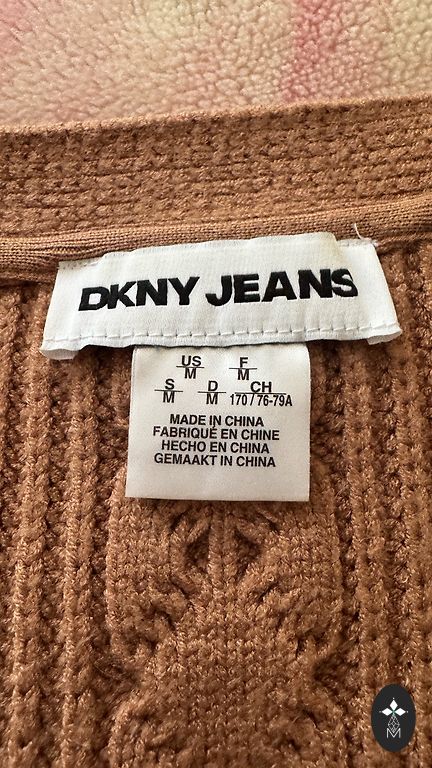 DKNY JEANS
US F
M M
S D CH
M M 170 / 76-79A
MADE IN CHINA
FABRIQUÉ EN CHINE
HECHO EN CHINA
GEMAAKT IN CHINA
M